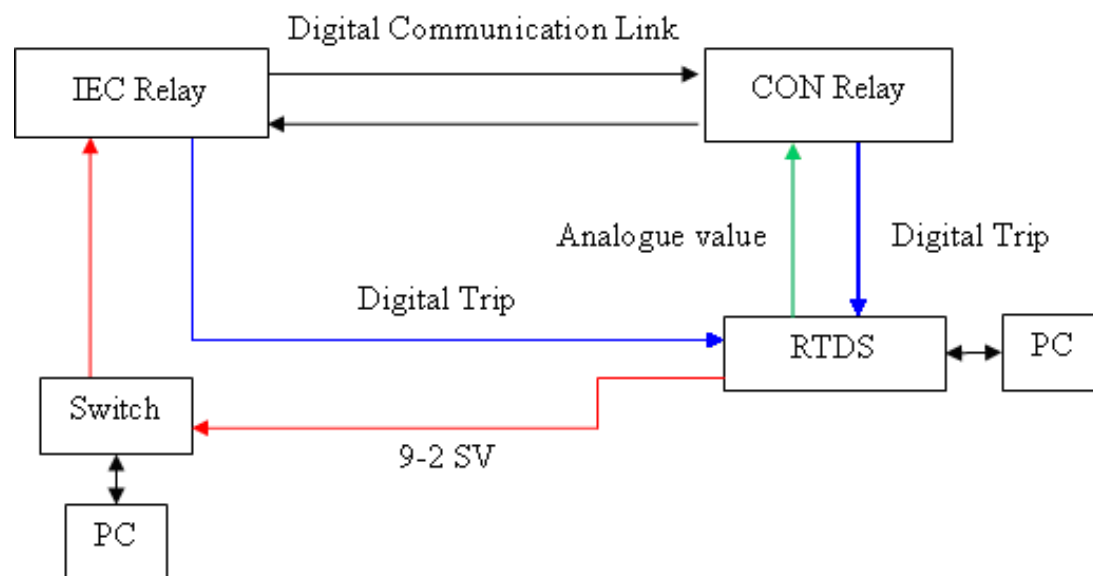 Digital Communication Link
IEC Relay
CON Relay
Analogue value
Digital Trip
Digital Trip
RTDS
PC
Switch
9-2 SV
PC